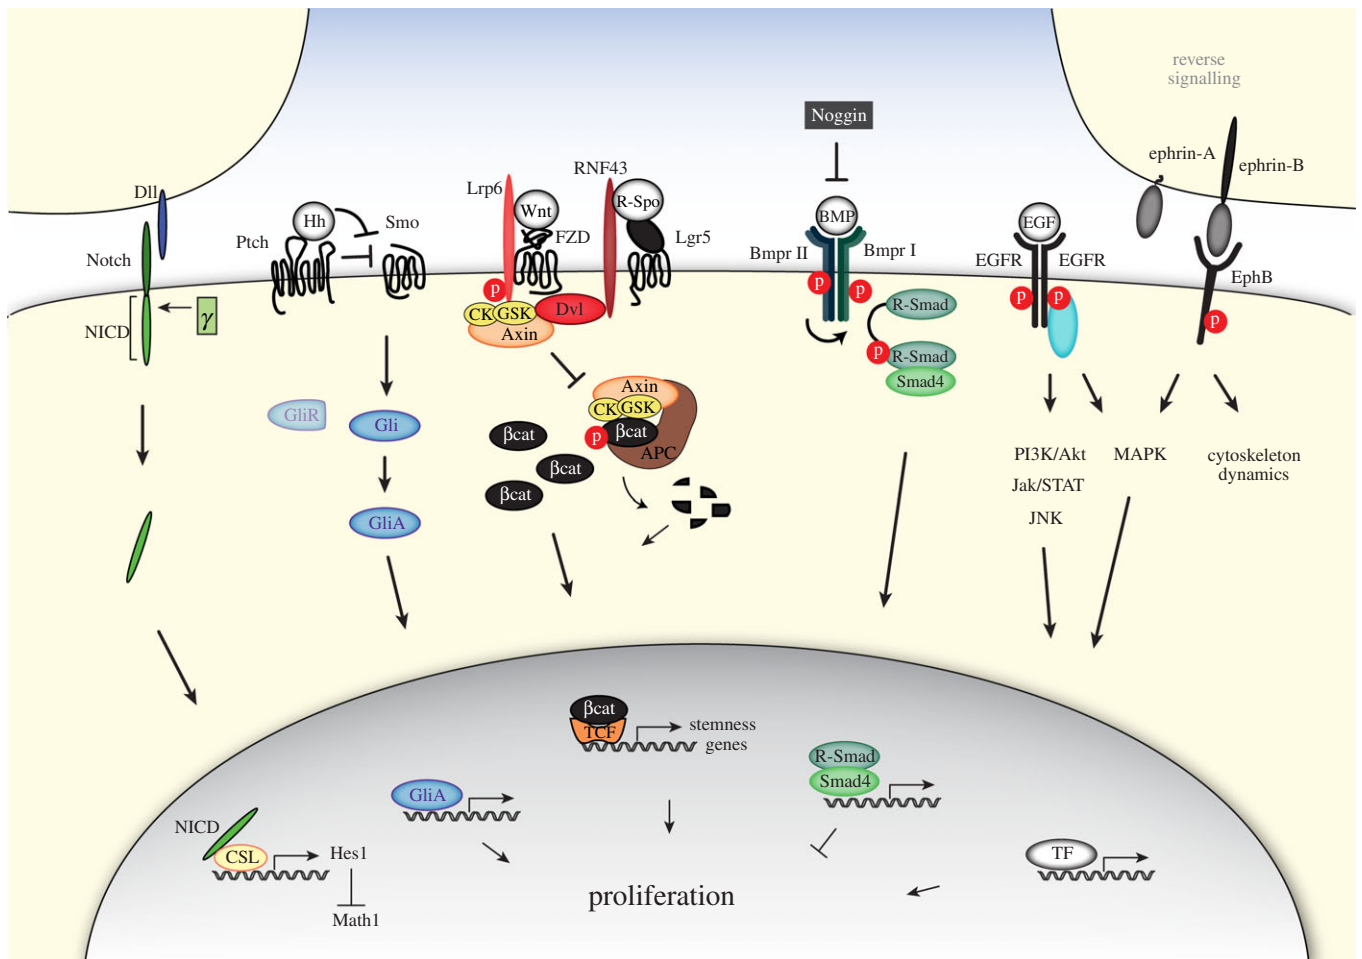 reverse
signalling
Noggin
ephrin-A
ephrin-B
RNF43
Lrp6
Dll
Wnt
R-Spo
Hh
Smo
BMP
EGF
Ptch
FZD
Lgr5
Bmpr II
Bmpr I
Notch
EGFR
EGFR
EphB
p
p
p
p
p
p
NICD
γ
CK
GSK
Dvl
Axin
R-Smad
p
R-Smad
Smad4
Axin
GliR
Gli
CK
GSK
βcat
p
βcat
APC
βcat
βcat
PI3K/Akt
MAPK
cytoskeleton
dynamics
Jak/STAT
JNK
GliA
βcat
TCF
stemness
genes
R-Smad
Smad4
GliA
NICD
CSL
Hes1
Math1
TF
proliferation